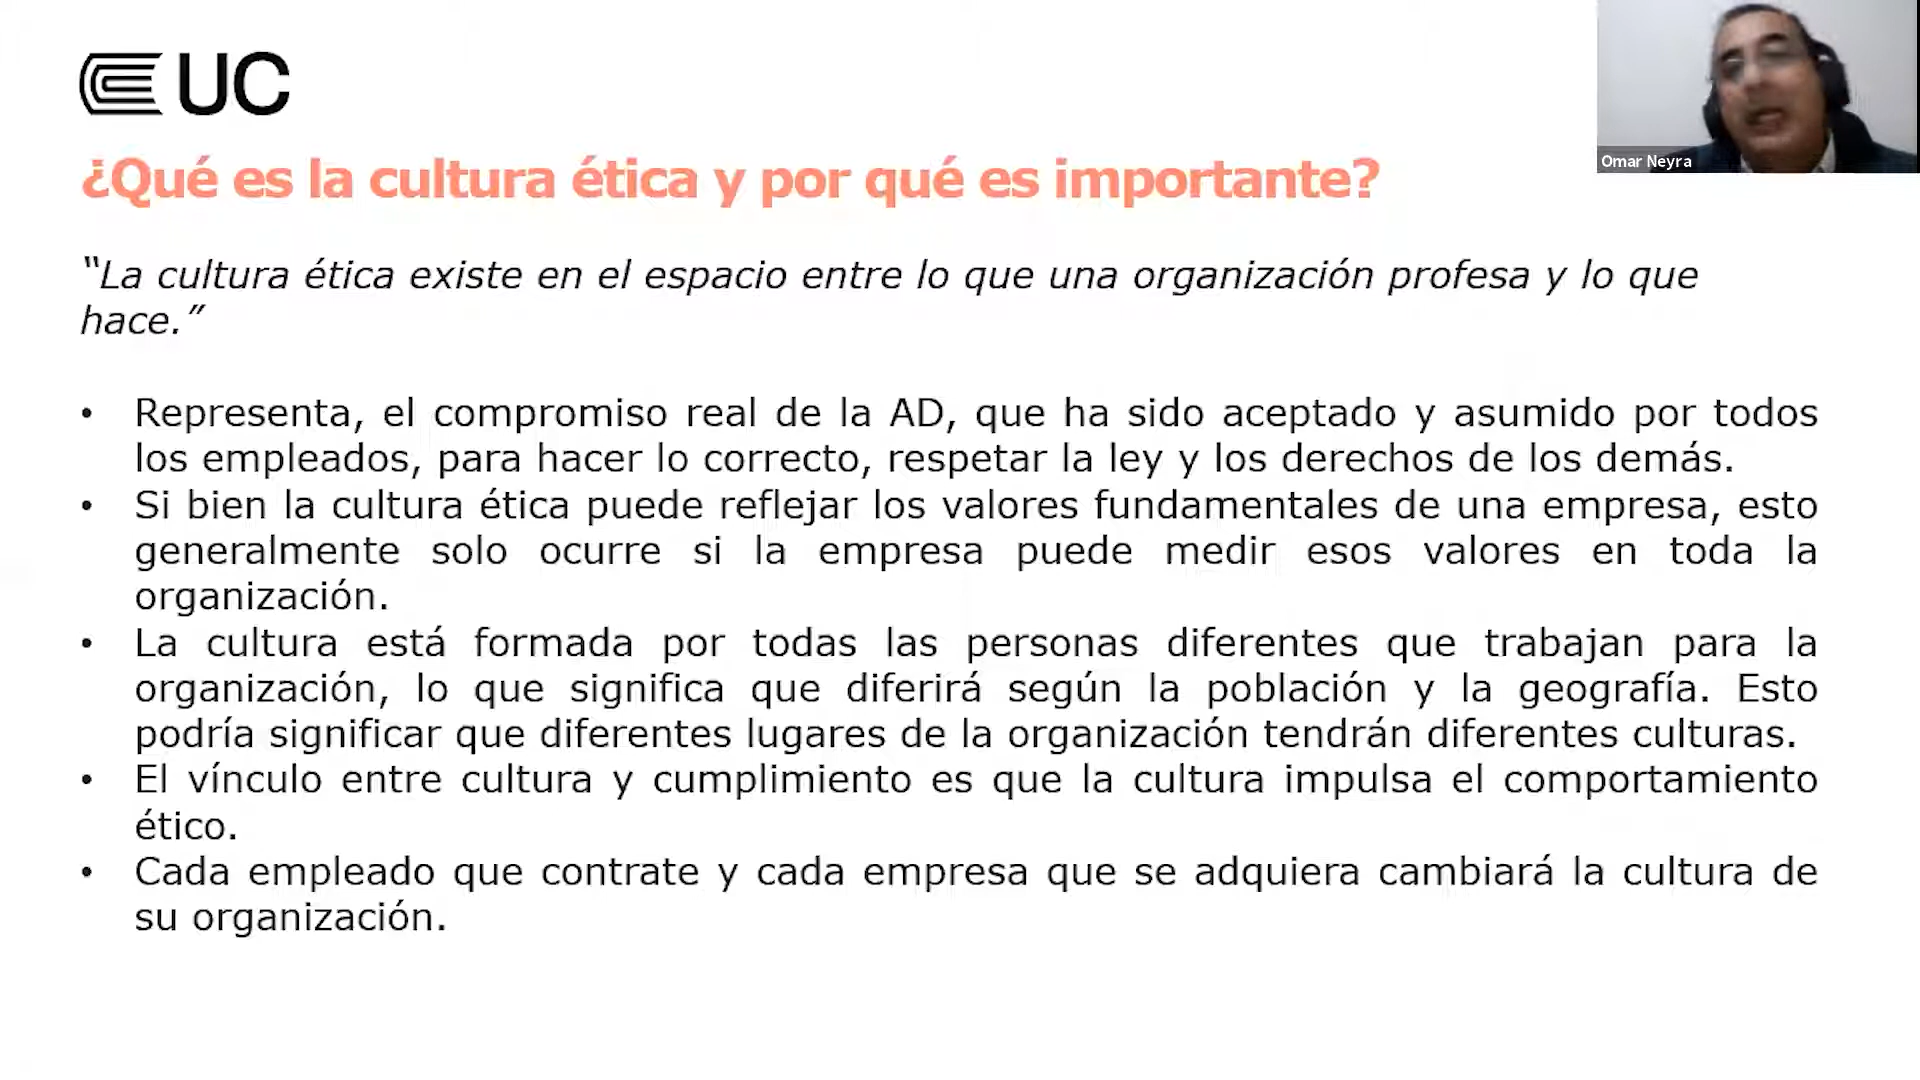 UC
Omar Neyra
¿Qué es la cultura ética y por qué es importante?
“La cultura ética existe en el espacio entre lo que una organización profesa y lo que
hace.”
• Representa, el compromiso real de la AD, que ha sido aceptado y asumido por todos
los empleados, para hacer lo correcto, respetar la ley y los derechos de los demás.
• Si bien la cultura ética puede reflejar los valores fundamentales de una empresa, esto
generalmente solo ocurre si la empresa puede medir esos valores en toda la
organización.
• La cultura está formada por todas las personas diferentes que trabajan para la
organización, lo que significa que diferirá según la población y la geografía. Esto
podría significar que diferentes lugares de la organización tendrán diferentes culturas.
• El vínculo entre cultura y cumplimiento es que la cultura impulsa el comportamiento
ético.
• Cada empleado que contrate y cada empresa que se adquiera cambiará la cultura de
su organización.